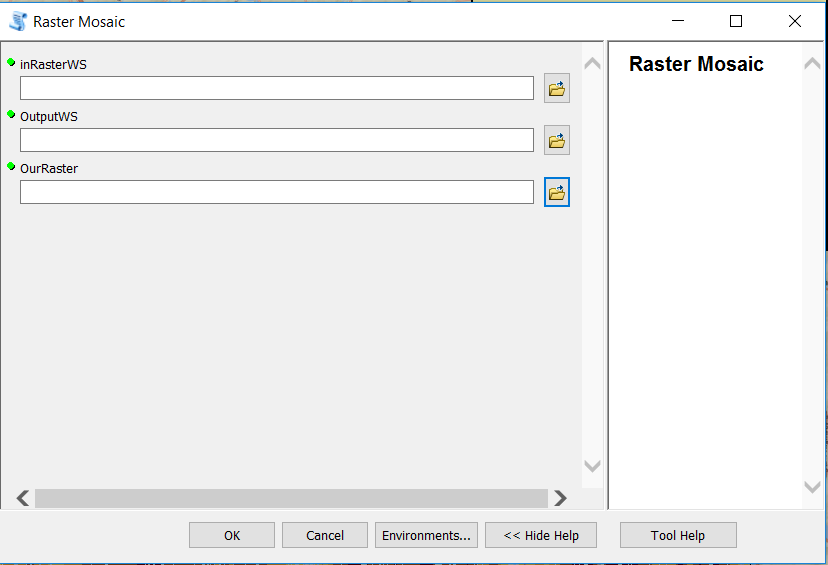 Raster Mosaic
inRasterWS
OutputWS
OurRaster
Raster Mosaic
OK Cancel Environments... << Hide Help Tool Help